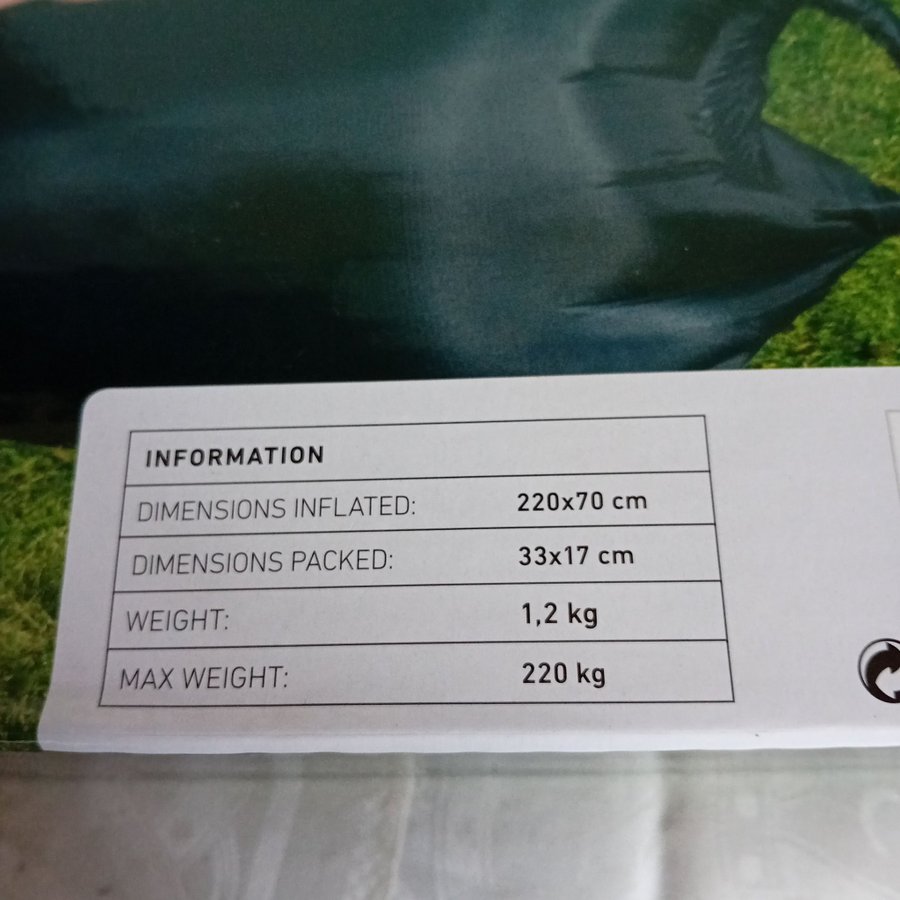 INFORMATION
DIMENSIONS INFLATED: 220x70 cm
DIMENSIONS PACKED: 33x17 cm
WEIGHT: 1,2 kg
MAX WEIGHT: 220 kg